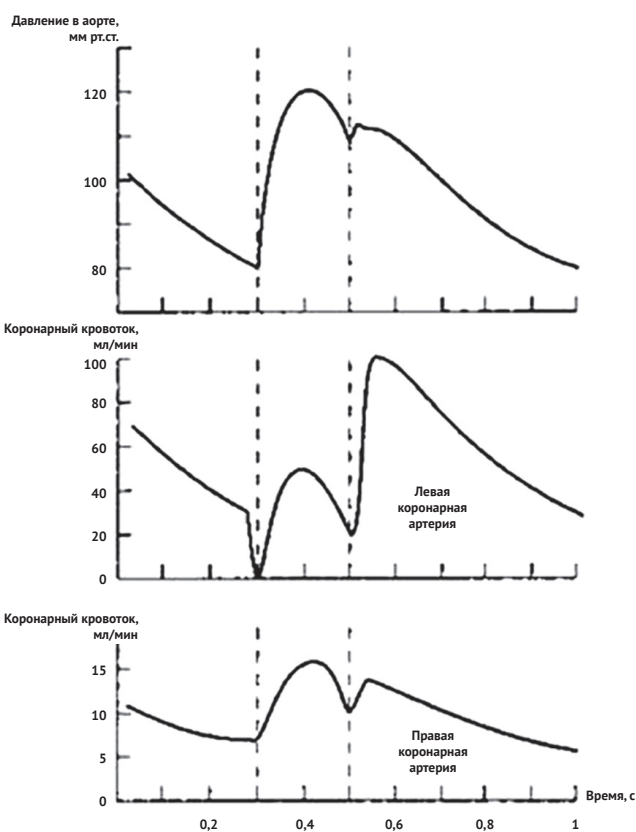 Давление в аорте,
мм рт.ст.
120
100
80
Коронарный кровоток,
мл/мин
100
80
60
40
20
0
Левая
коронарная
артерия
Коронарный кровоток,
мл/мин
15
10
5
0
Правая
коронарная
артерия
Время, с
0,2
0,4
0,6
0,8
1